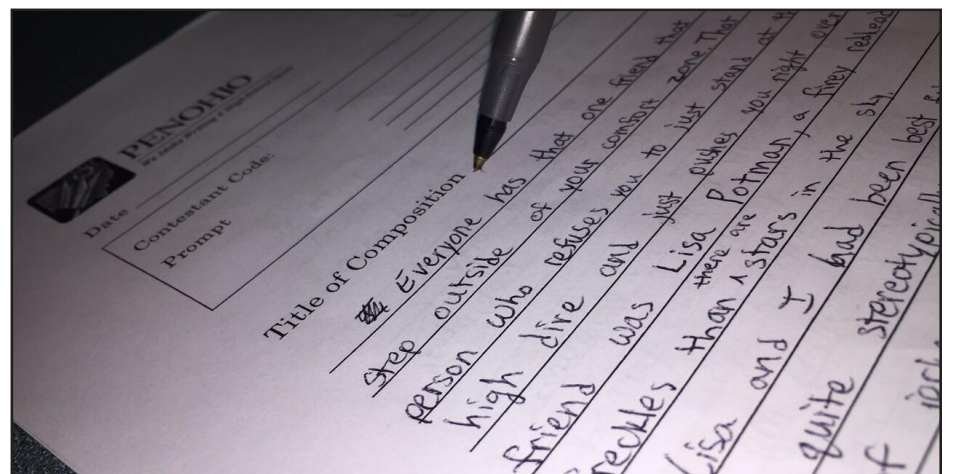 PENOHIO
Date
Contestant Code:
Prompt
Title of Composition
Everyone has that one friend that
step outside of your comfort zone. That
person who refuses you to just stand at
high dire and just pushes you right over
friend was Lisa Potman, a firey redhead
there are
reckles than ʌ stars in the sky
Lisa and I had been best
quite stereotypically
f